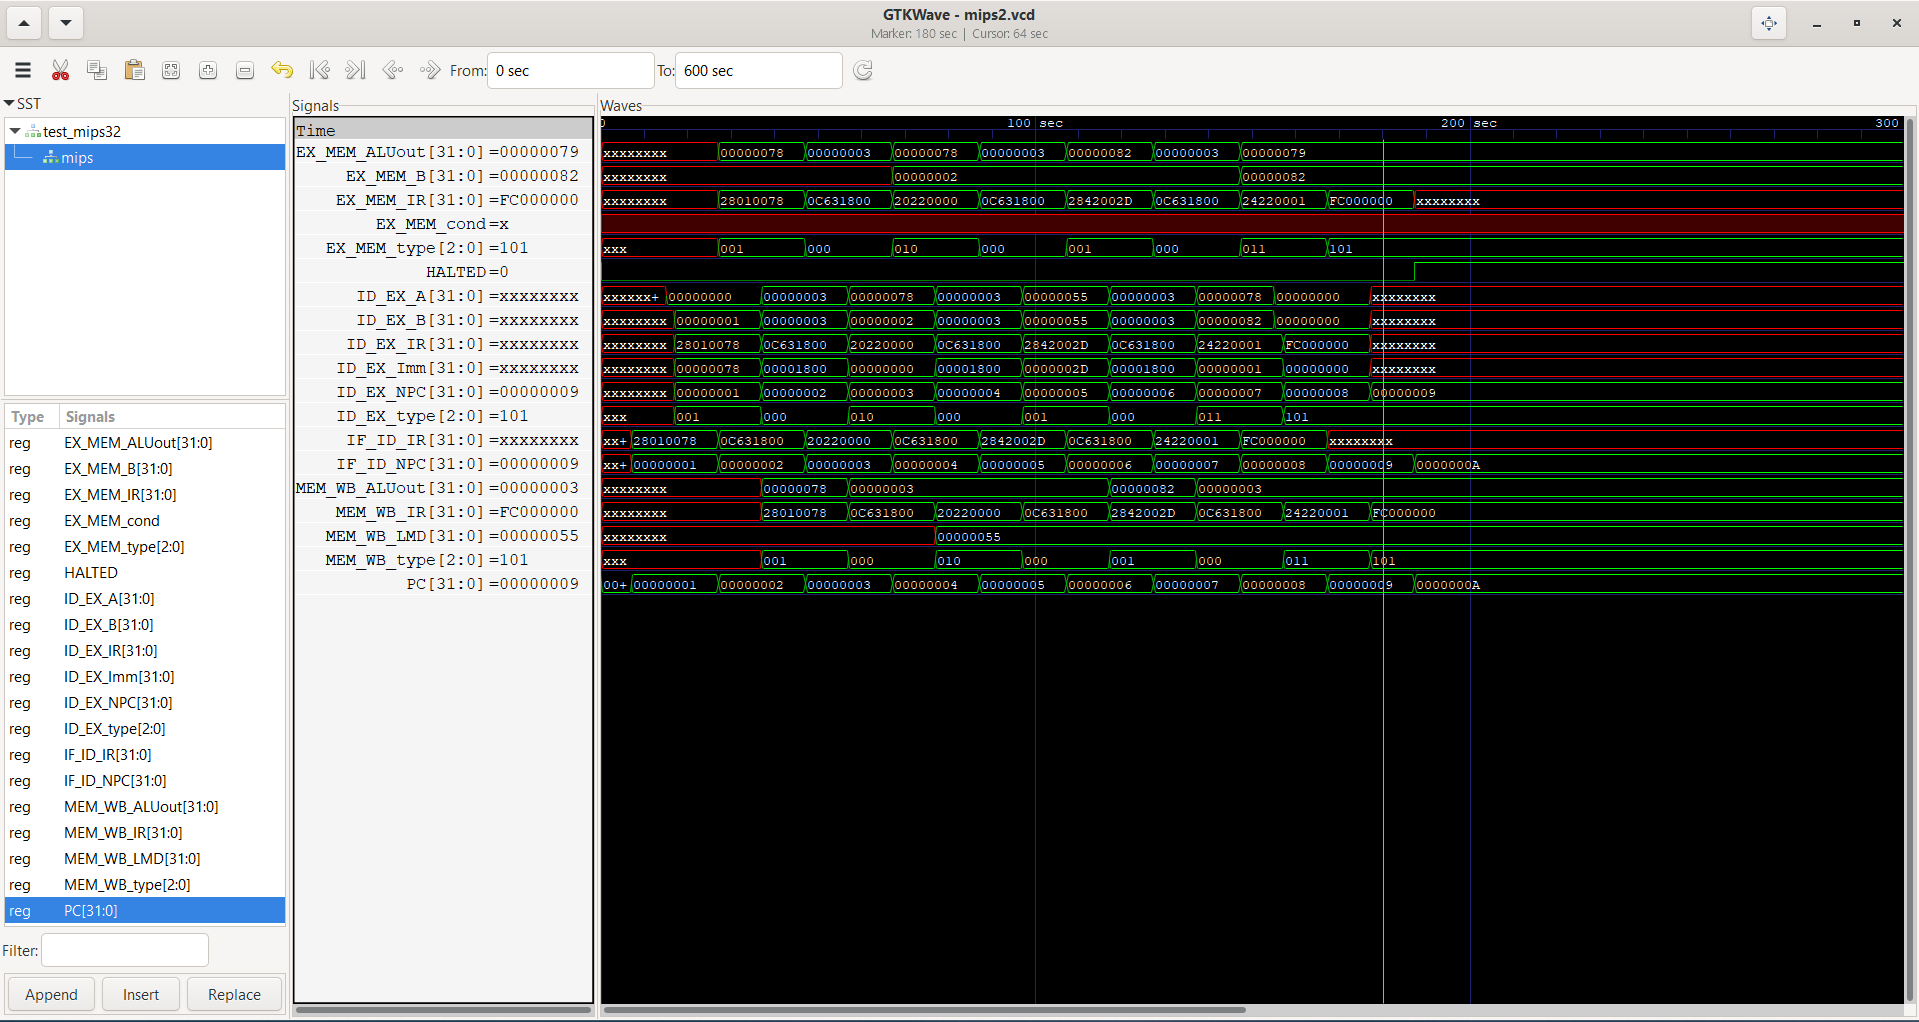 GTKWave - mips2.vcd
Marker: 180 sec | Cursor: 64 sec
From: 0 sec To: 600 sec
SST
test_mips32
mips
Type Signals
reg EX_MEM_ALUout[31:0]
reg EX_MEM_B[31:0]
reg EX_MEM_IR[31:0]
reg EX_MEM_cond
reg EX_MEM_type[2:0]
reg HALTED
reg ID_EX_A[31:0]
reg ID_EX_B[31:0]
reg ID_EX_IR[31:0]
reg ID_EX_Imm[31:0]
reg ID_EX_NPC[31:0]
reg ID_EX_type[2:0]
reg IF_ID_IR[31:0]
reg IF_ID_NPC[31:0]
reg MEM_WB_ALUout[31:0]
reg MEM_WB_IR[31:0]
reg MEM_WB_LMD[31:0]
reg MEM_WB_type[2:0]
reg PC[31:0]
Filter:
Append Insert Replace
Signals
Time
EX_MEM_ALUout[31:0] =00000079
EX_MEM_B[31:0] =00000082
EX_MEM_IR[31:0] =FC000000
EX_MEM_cond =x
EX_MEM_type[2:0] =101
HALTED =0
ID_EX_A[31:0] =xxxxxxxx
ID_EX_B[31:0] =xxxxxxxx
ID_EX_IR[31:0] =xxxxxxxx
ID_EX_Imm[31:0] =xxxxxxxx
ID_EX_NPC[31:0] =00000009
ID_EX_type[2:0] =101
IF_ID_IR[31:0] =xxxxxxxx
IF_ID_NPC[31:0] =00000009
MEM_WB_ALUout[31:0] =00000003
MEM_WB_IR[31:0] =FC000000
MEM_WB_LMD[31:0] =00000055
MEM_WB_type[2:0] =101
PC[31:0] =00000009
Waves
0 100 sec 200 sec 300
xxxxxxxx 00000078 00000003 00000078 00000003 00000082 00000003 00000079
xxxxxxxx 00000002 00000082
xxxxxxxx 28010078 0C631800 20220000 0C631800 2842002D 0C631800 24220001 FC000000 xxxxxxxx
xxx 001 000 010 000 001 000 011 101
xxxxxx+ 00000000 00000003 00000078 00000003 00000055 00000003 00000078 00000000 xxxxxxxx
xxxxxxxx 00000001 00000003 00000002 00000003 00000055 00000003 00000082 00000000 xxxxxxxx
xxxxxxxx 28010078 0C631800 20220000 0C631800 2842002D 0C631800 24220001 FC000000 xxxxxxxx
xxxxxxxx 00000078 00001800 00000000 00001800 0000002D 00001800 00000001 00000000 xxxxxxxx
xxxxxxxx 00000001 00000002 00000003 00000004 00000005 00000006 00000007 00000008 00000009
xxx 001 000 010 000 001 000 011 101
xx+ 28010078 0C631800 20220000 0C631800 2842002D 0C631800 24220001 FC000000 xxxxxxxx
xx+ 00000001 00000002 00000003 00000004 00000005 00000006 00000007 00000008 00000009 0000000A
xxxxxxxx 00000078 00000003 00000082 00000003
xxxxxxxx 28010078 0C631800 20220000 0C631800 2842002D 0C631800 24220001 FC000000
xxxxxxxx 00000055
xxx 001 000 010 000 001 000 011 101
00+ 00000001 00000002 00000003 00000004 00000005 00000006 00000007 00000008 00000009 0000000A